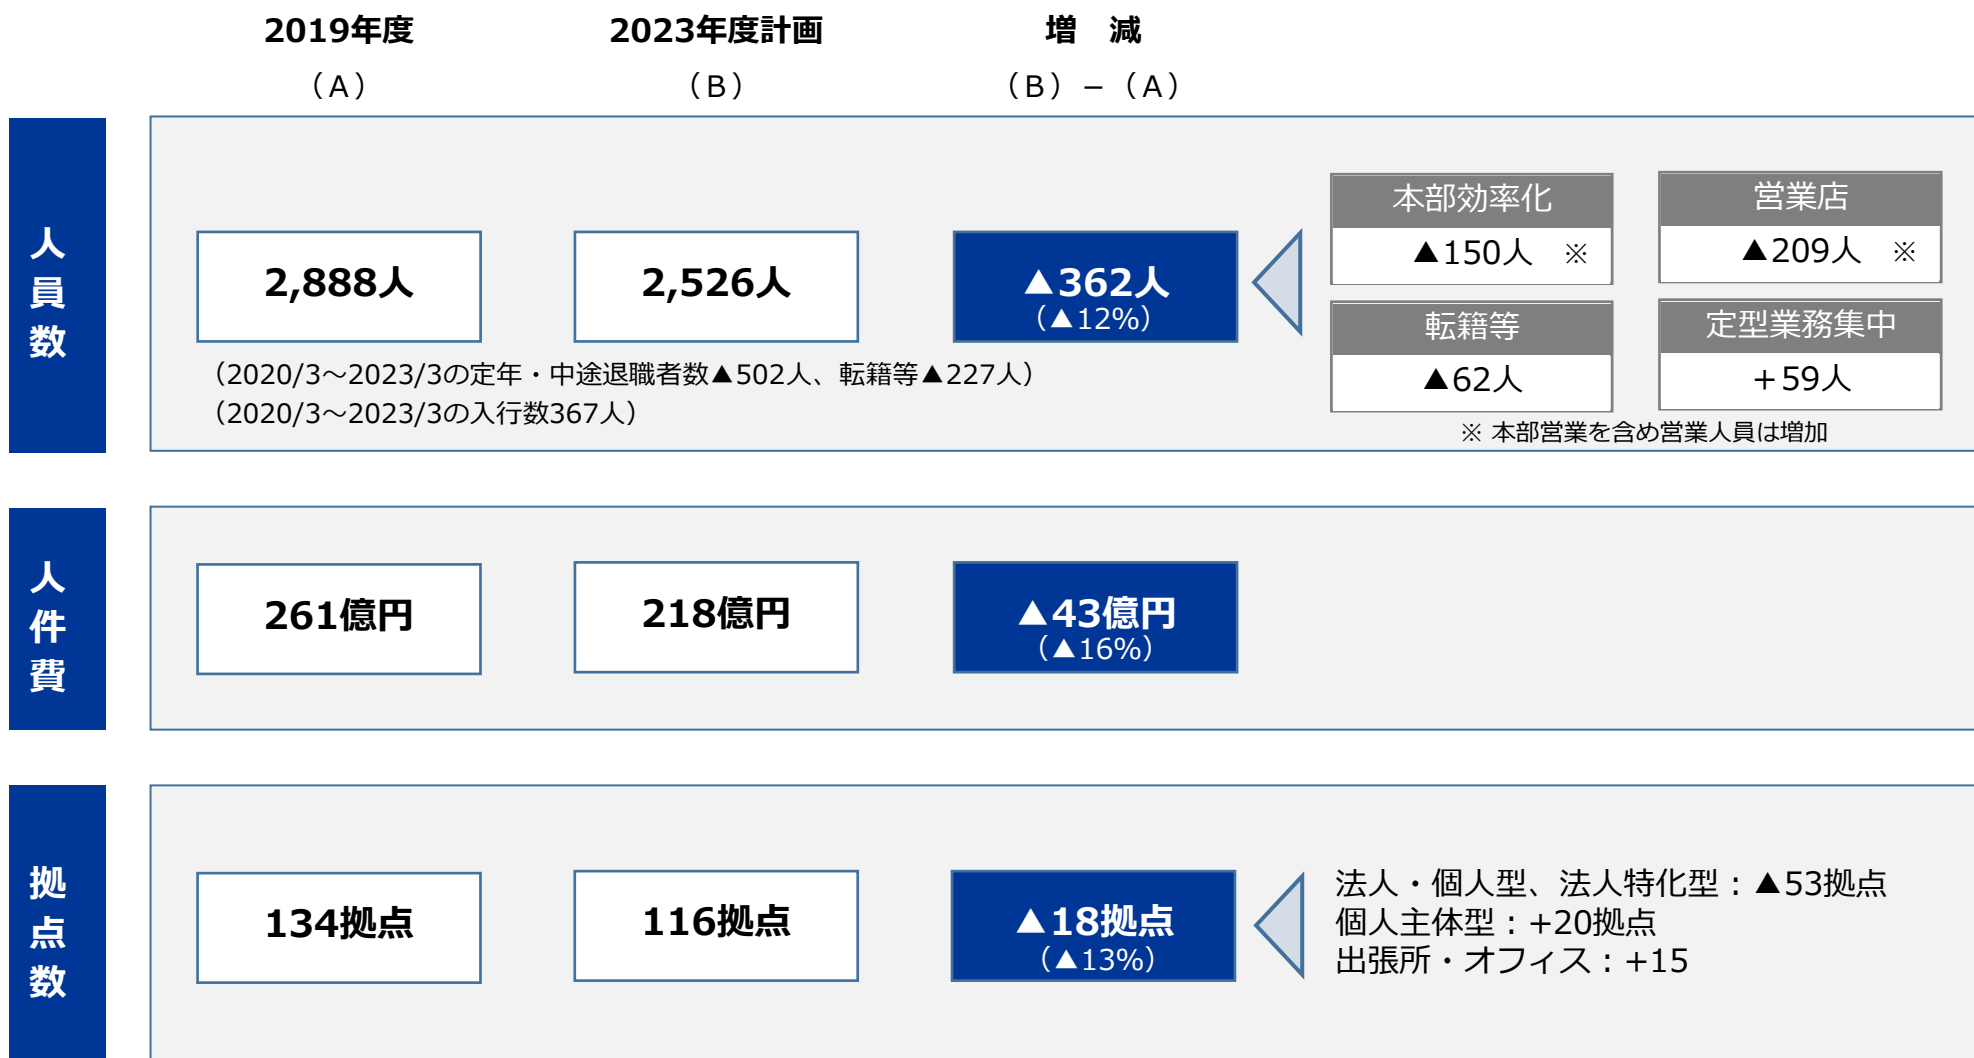 2019年度
2023年度計画
増　減
（A）
（B）
（B）－（A）
人員数
2,888人
2,526人
▲362人
（▲12%）
本部効率化
▲150人　※
営業店
▲209人　※
転籍等
▲62人
定型業務集中
＋59人
（2020/3～2023/3の定年・中途退職者数▲502人、転籍等▲227人）
（2020/3～2023/3の入行数367人）
※ 本部営業を含め営業人員は増加
人件費
261億円
218億円
▲43億円
（▲16%）
拠点数
134拠点
116拠点
▲18拠点
（▲13%）
法人・個人型、法人特化型：▲53拠点
個人主体型：+20拠点
出張所・オフィス：+15